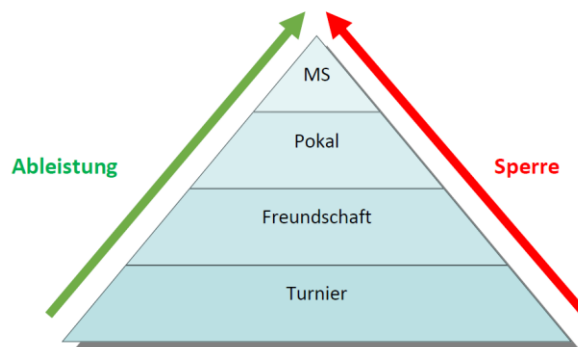 MS
Pokal
Ableistung
Sperre
Freundschaft
Turnier